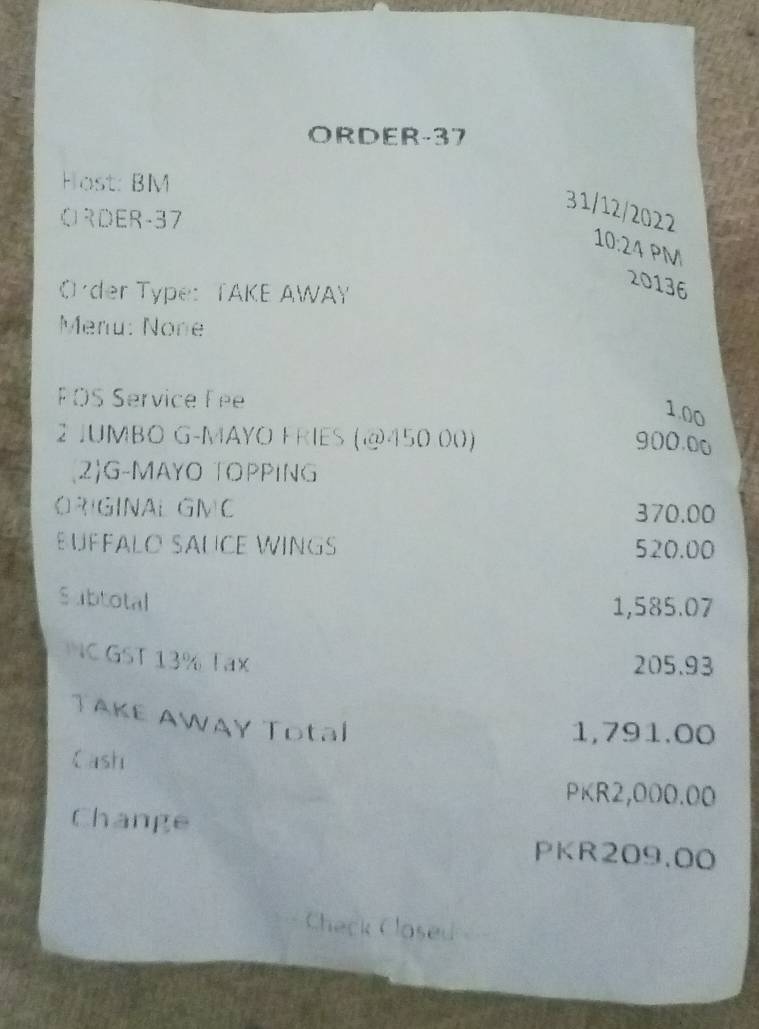 ORDER-37
Host: BM
ORDER-37
31/12/2022
10:24 PM
20136
Order Type: TAKE AWAY
Menu: None
POS Service Fee 1.00
2 JUMBO G-MAYO FRIES (@450.00) 900.00
(2)G-MAYO TOPPING
ORIGINAL GMC 370.00
BUFFALO SAUCE WINGS 520.00
Subtotal 1,585.07
INC GST 13% Tax 205.93
TAKE AWAY Total 1,791.00
Cash PKR2,000.00
Change PKR209.00
--- Check Closed ---